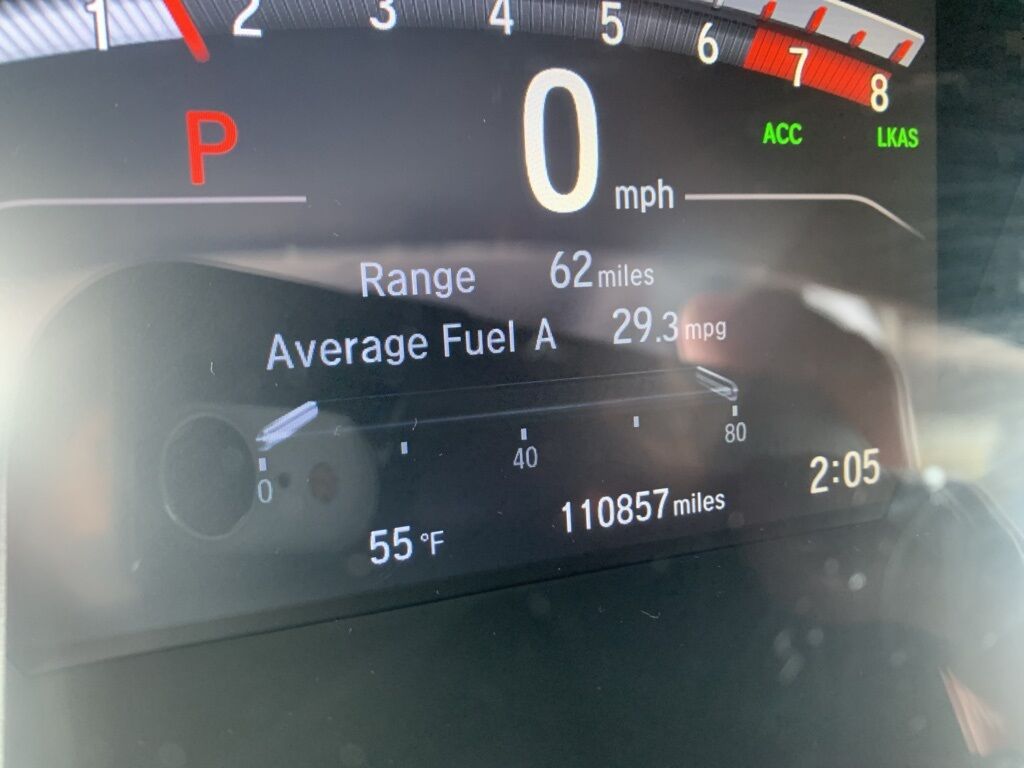 1 2 3 4 5 6 7 8
P 0 mph ACC LKAS
Range 62 miles
Average Fuel A 29.3 mpg
0 40 80
55 °F 110857 miles 2:05